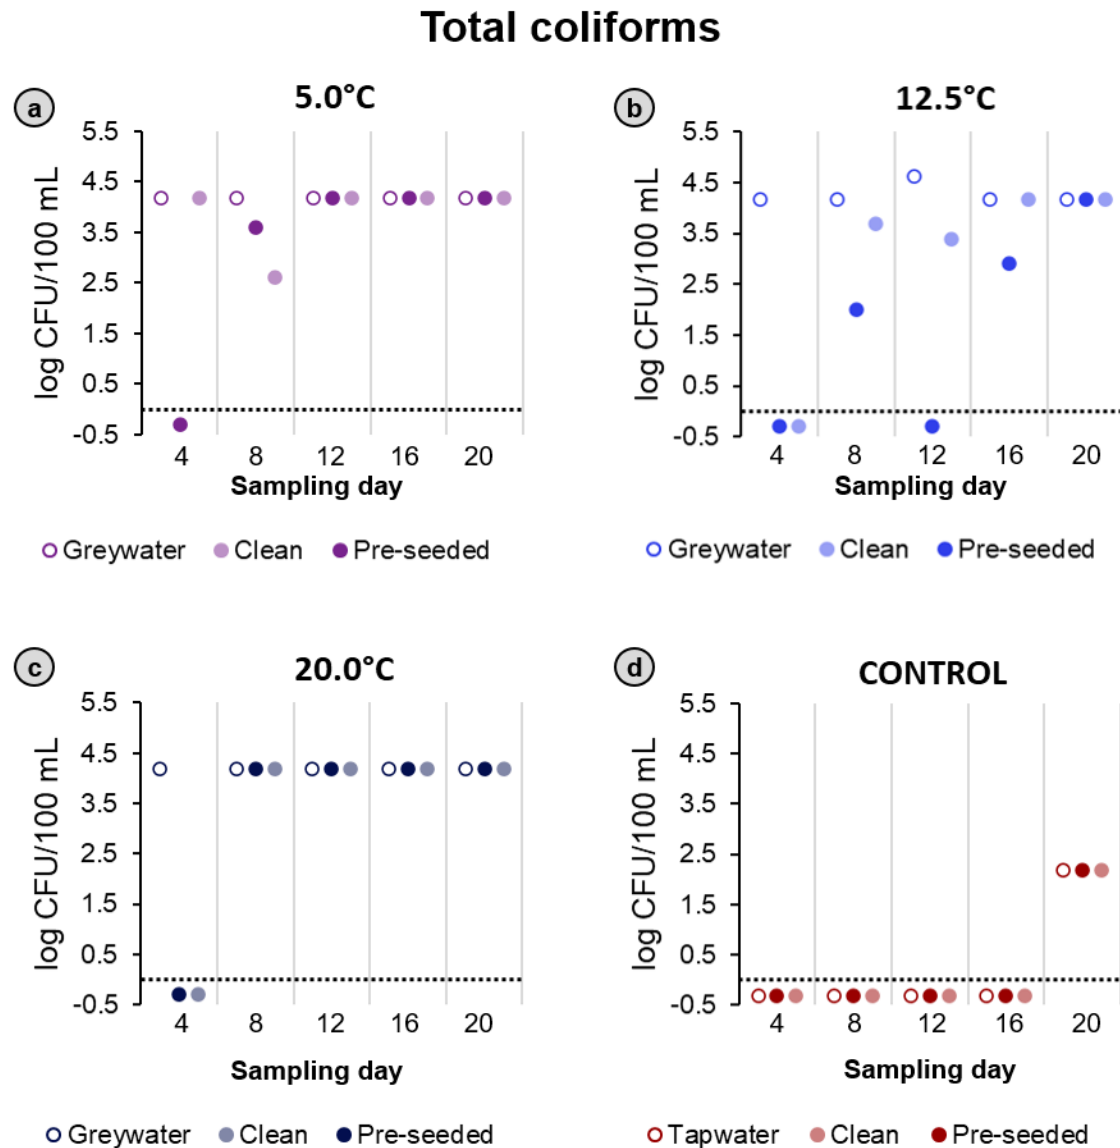 Total coliforms
a
5.0°C
log CFU/100 mL
5.5
4.5
3.5
2.5
1.5
0.5
-0.5
4 8 12 16 20
Sampling day
Greywater Clean Pre-seeded
b
12.5°C
log CFU/100 mL
5.5
4.5
3.5
2.5
1.5
0.5
-0.5
4 8 12 16 20
Sampling day
Greywater Clean Pre-seeded
c
20.0°C
log CFU/100 mL
5.5
4.5
3.5
2.5
1.5
0.5
-0.5
4 8 12 16 20
Sampling day
Greywater Clean Pre-seeded
d
CONTROL
log CFU/100 mL
5.5
4.5
3.5
2.5
1.5
0.5
-0.5
4 8 12 16 20
Sampling day
Tapwater Clean Pre-seeded